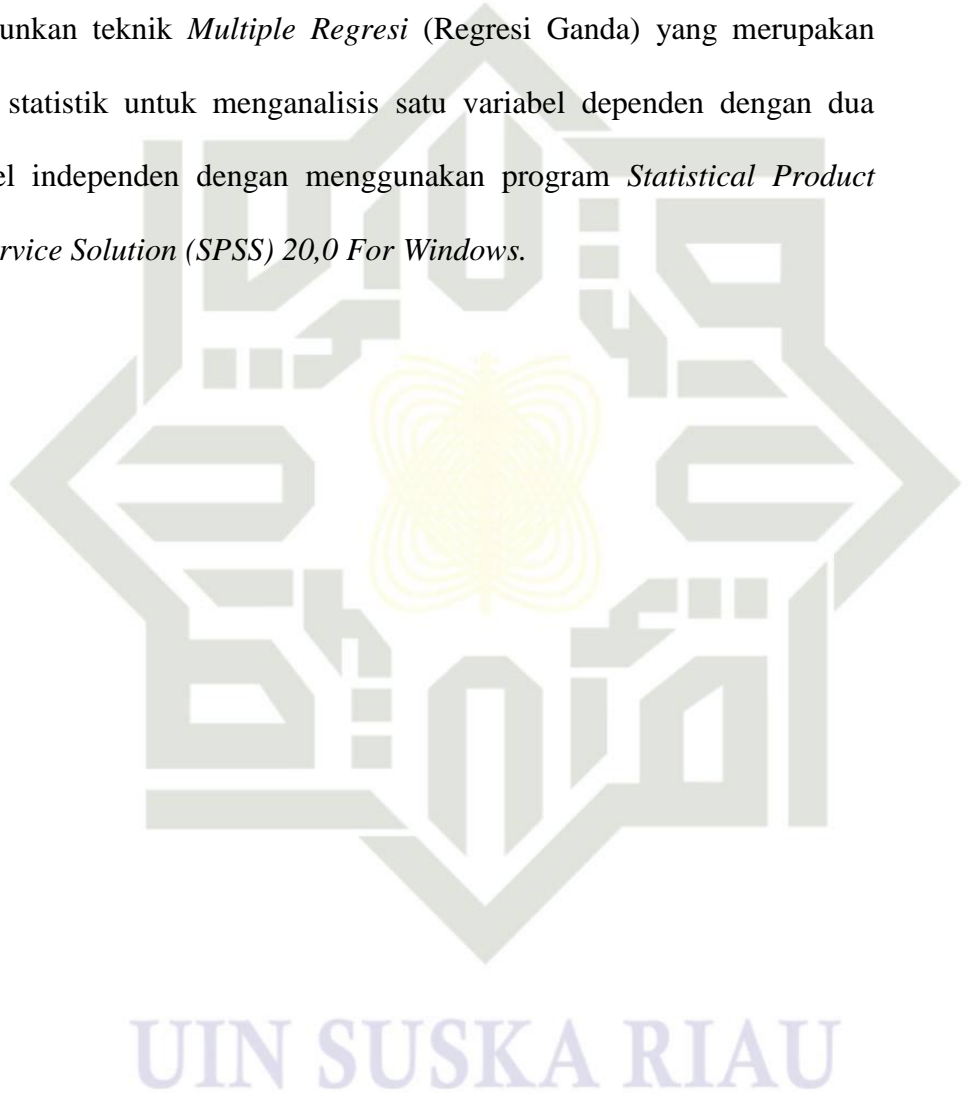 unkan teknik Multiple Regresi (Regresi Ganda) yang merupakan
statistik untuk menganalisis satu variabel dependen dengan dua
el independen dengan menggunakan program Statistical Product
rvice Solution (SPSS) 20,0 For Windows.
UIN SUSKA RIAU